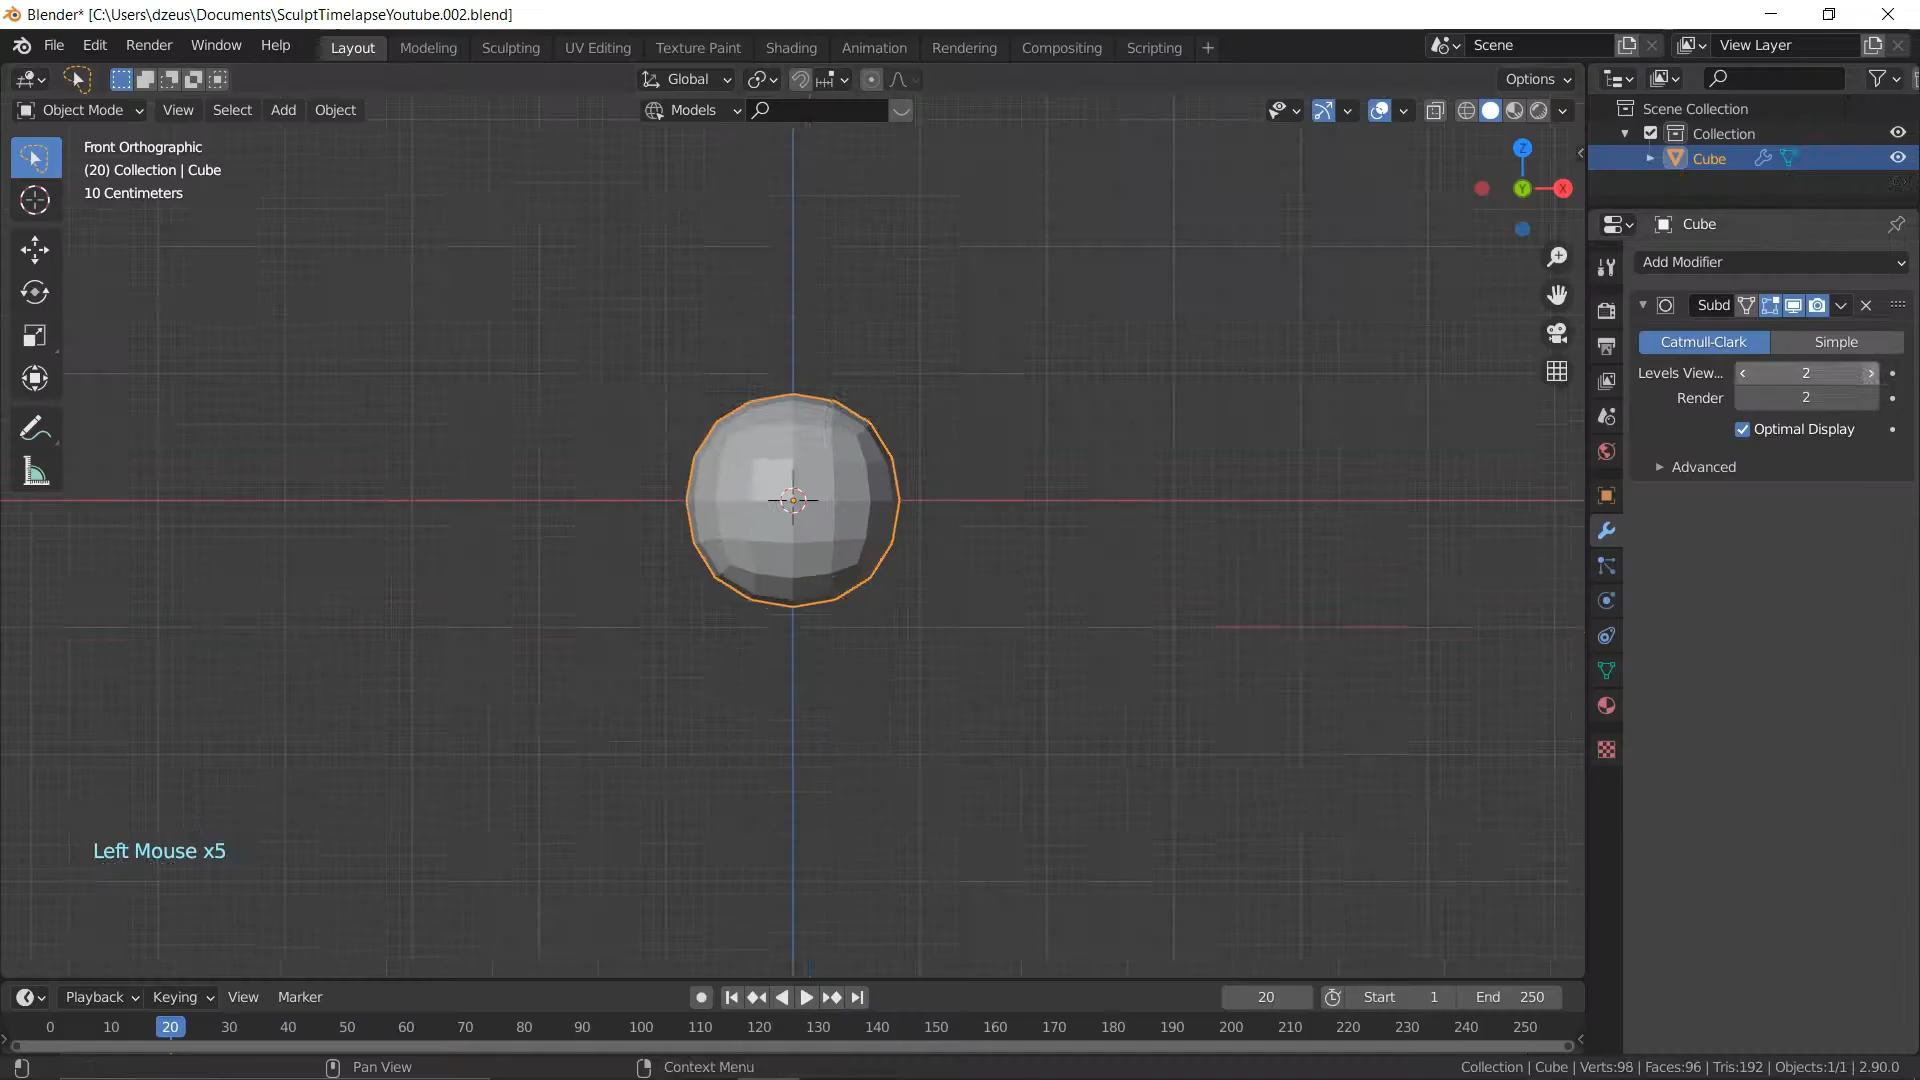 Blender* [C:\Users\dzeus\Documents\SculptTimelapseYoutube.002.blend]
File Edit Render Window Help Layout Modeling Sculpting UV Editing Texture Paint Shading Animation Rendering Compositing Scripting + Scene View Layer
Global Options
Object Mode View Select Add Object Models
Scene Collection
Collection
Cube
Front Orthographic
(20) Collection | Cube
10 Centimeters
Z
Y
X
Cube
Add Modifier
Subd
Catmull-Clark Simple
Levels View... 2
Render 2
Optimal Display
Advanced
Left Mouse x5
Playback Keying View Marker 20 Start 1 End 250
0 10 20 30 40 50 60 70 80 90 100 110 120 130 140 150 160 170 180 190 200 210 220 230 240 250
Pan View Context Menu Collection | Cube | Verts:98 | Faces:96 | Tris:192 | Objects:1/1 | 2.90.0